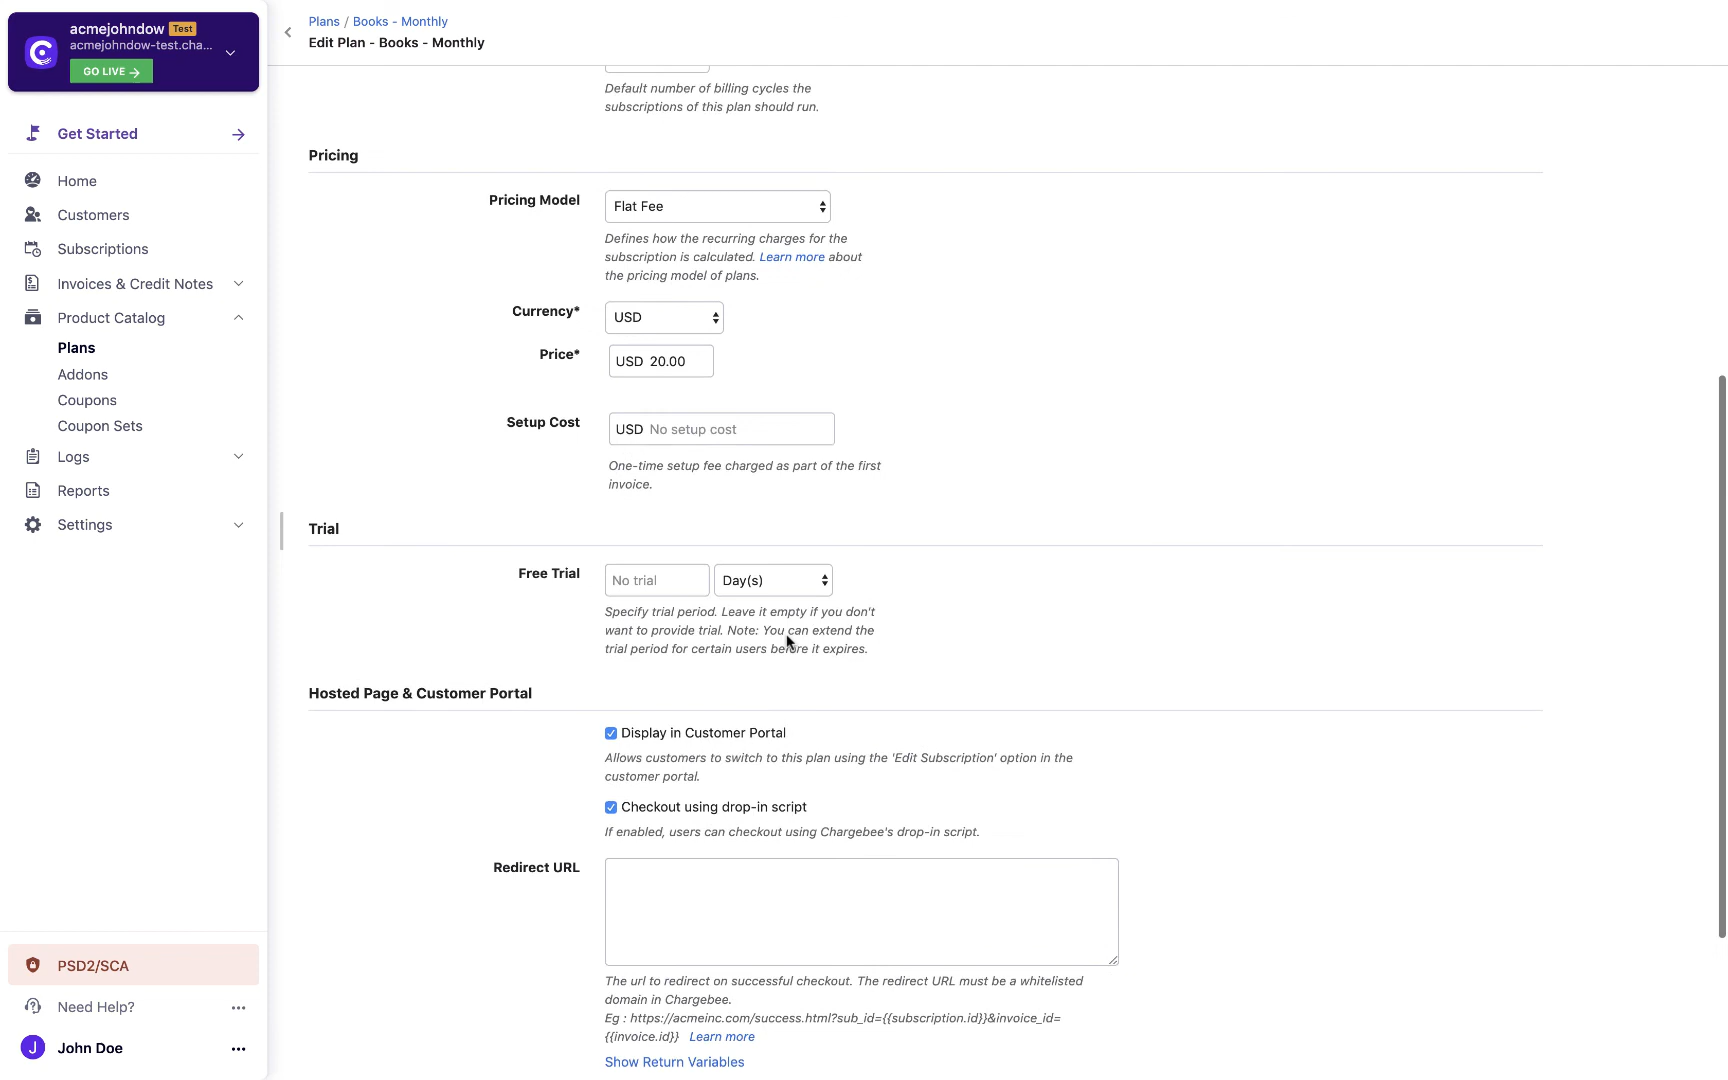 acmejohndow Test
acmejohndow-test.cha...
GO LIVE
Get Started
Home
Customers
Subscriptions
Invoices & Credit Notes
Product Catalog
Plans
Addons
Coupons
Coupon Sets
Logs
Reports
Settings
PSD2/SCA
Need Help?
J John Doe
Plans / Books - Monthly
Edit Plan - Books - Monthly
Default number of billing cycles the
subscriptions of this plan should run.
Pricing
Pricing Model Flat Fee
Defines how the recurring charges for the
subscription is calculated. Learn more about
the pricing model of plans.
Currency* USD
Price* USD 20.00
Setup Cost USD No setup cost
One-time setup fee charged as part of the first
invoice.
Trial
Free Trial No trial Day(s)
Specify trial period. Leave it empty if you don't
want to provide trial. Note: You can extend the
trial period for certain users before it expires.
Hosted Page & Customer Portal
Display in Customer Portal
Allows customers to switch to this plan using the 'Edit Subscription' option in the
customer portal.
Checkout using drop-in script
If enabled, users can checkout using Chargebee's drop-in script.
Redirect URL
The url to redirect on successful checkout. The redirect URL must be a whitelisted
domain in Chargebee.
Eg : https://acmeinc.com/success.html?sub_id={{subscription.id}}&invoice_id=
{{invoice.id}} Learn more
Show Return Variables